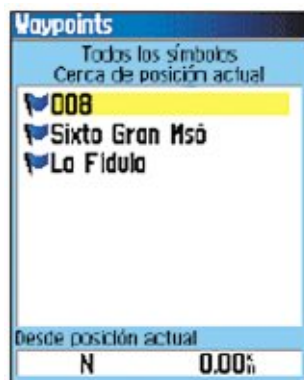 Waypoints
Todos los símbolos
Cerca de posición actual
008
Sixto Gran Msó
La Fidula
Desde posición actual
N 0.00 km